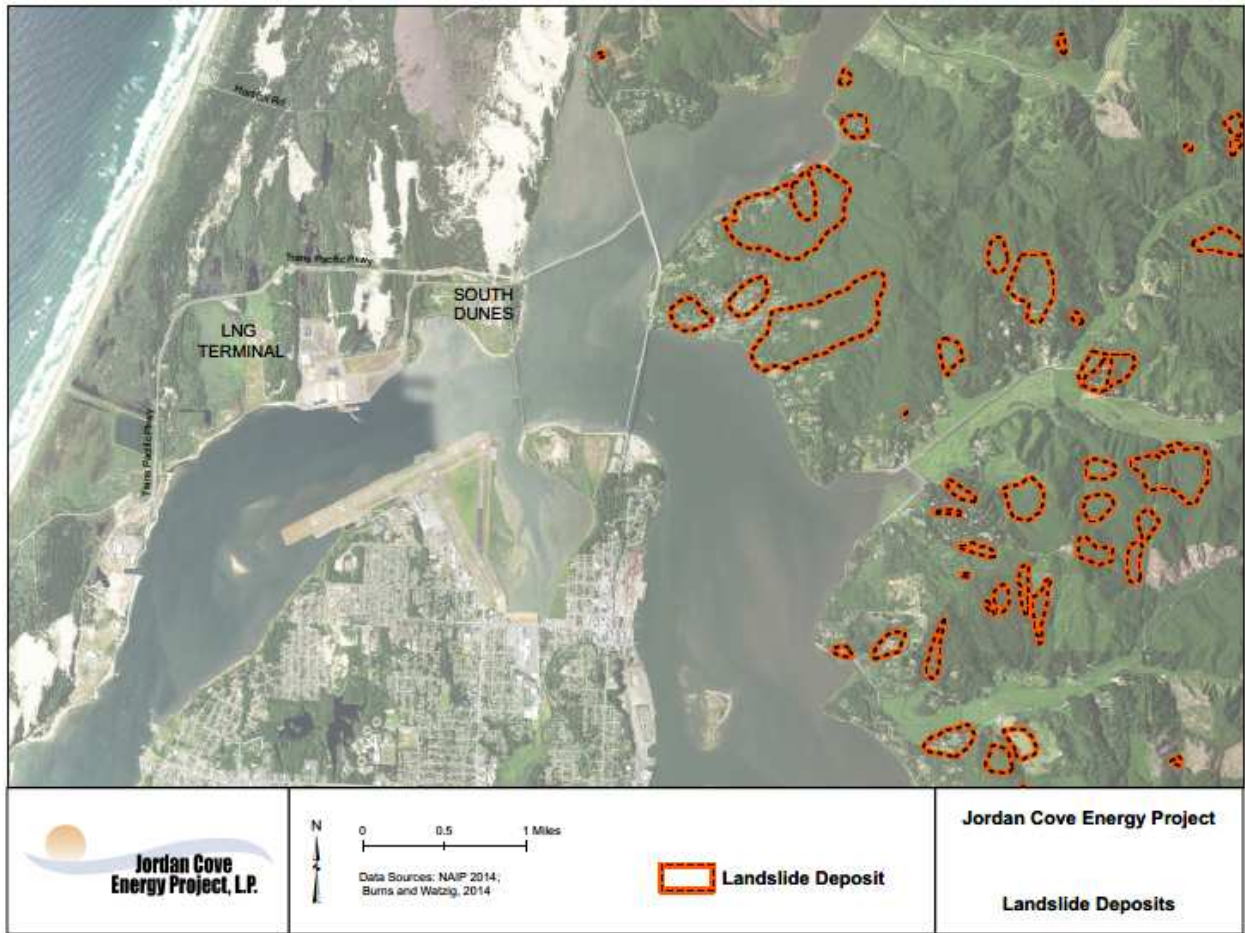 Horsfall Rd
Trans Pacific Pkwy
SOUTH
DUNES
LNG
TERMINAL
Trans Pacific Pkwy
Jordan Cove
Energy Project, L.P.
N
0 0.5 1 Miles
Data Sources: NAIP 2014,
Burns and Watzig, 2014
Landslide Deposit
Jordan Cove Energy Project
Landslide Deposits